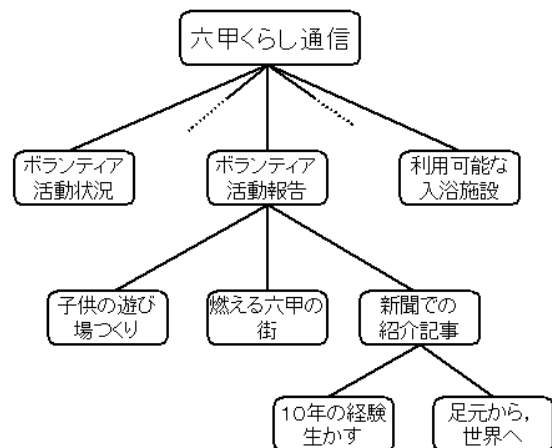 六甲くらし通信
ボランティア
活動状況
ボランティア
活動報告
利用可能な
入浴施設
子供の遊び
場つくり
燃える六甲の
街
新聞での
紹介記事
10年の経験
生かす
足元から,
世界へ